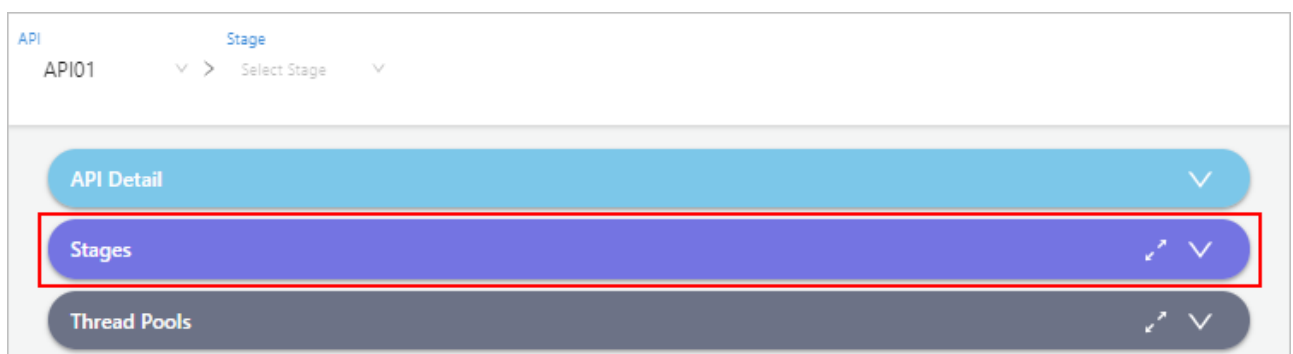 API Stage
API01 > Select Stage
API Detail
Stages
Thread Pools